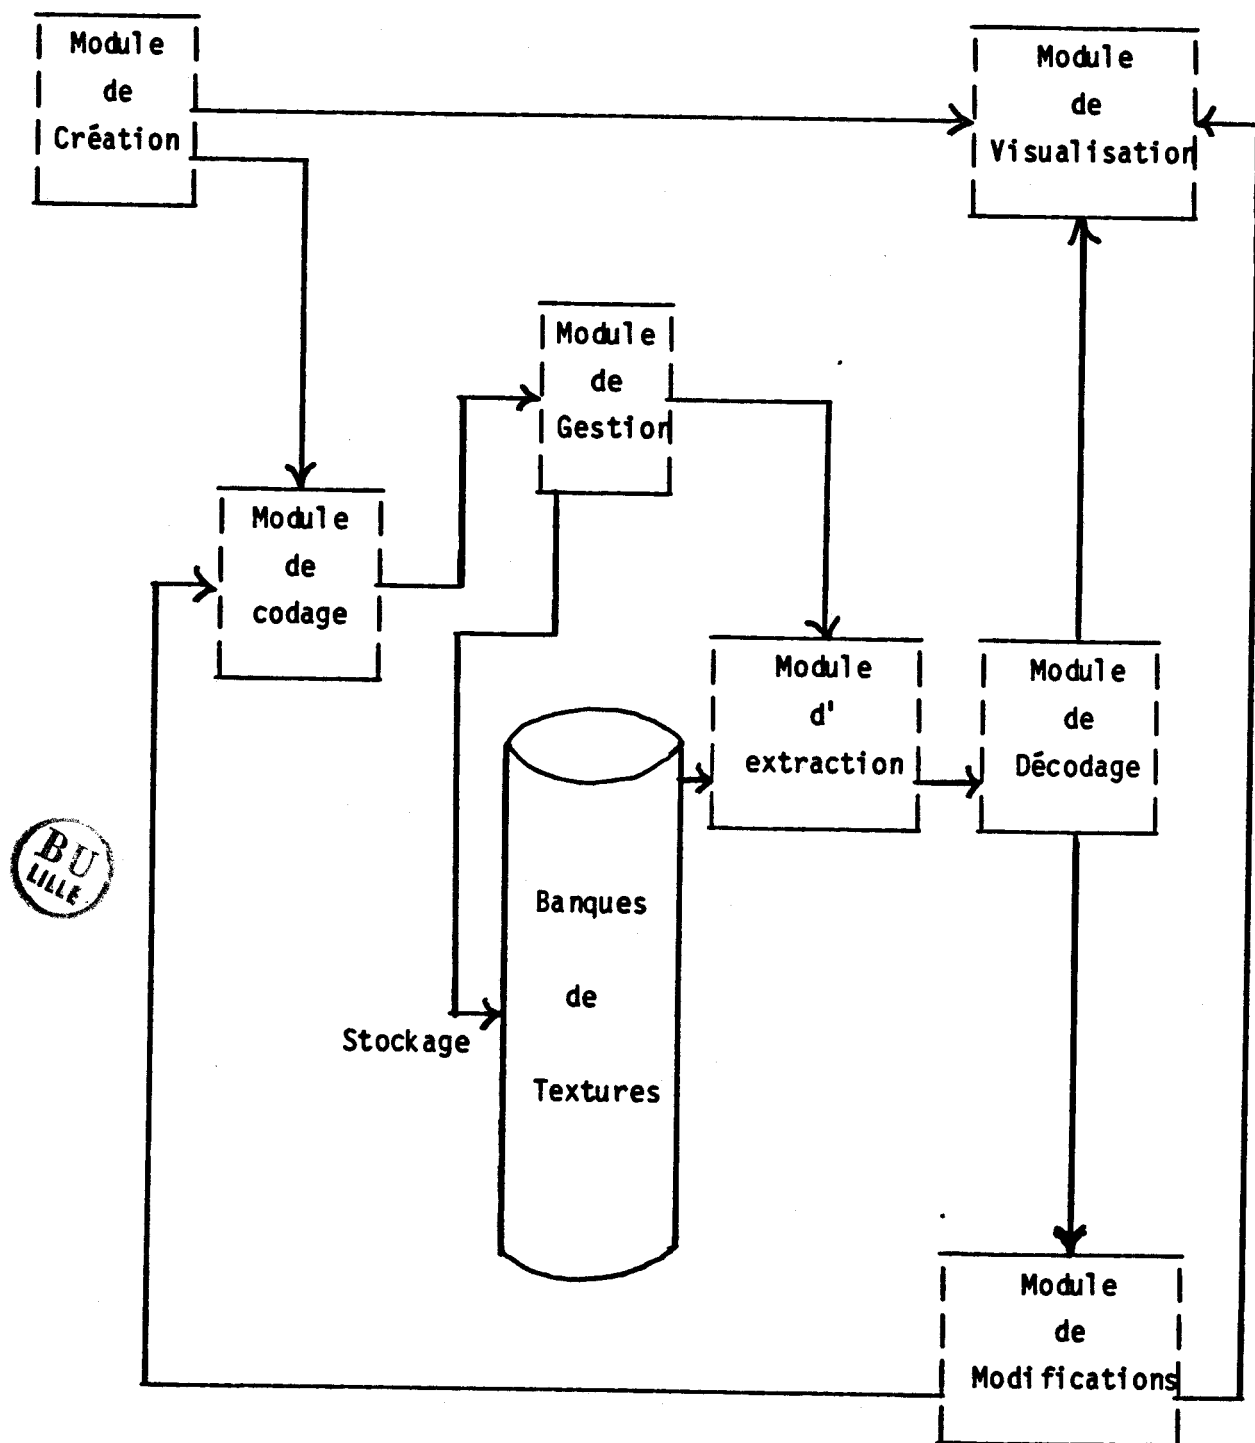 Module
de
Création
Module
de
Visualisation
Module
de
Gestion
Module
de
codage
Module
d'
extraction
Module
de
Décodage
BU
LILLE
Banques
de
Textures
Stockage
Module
de
Modifications